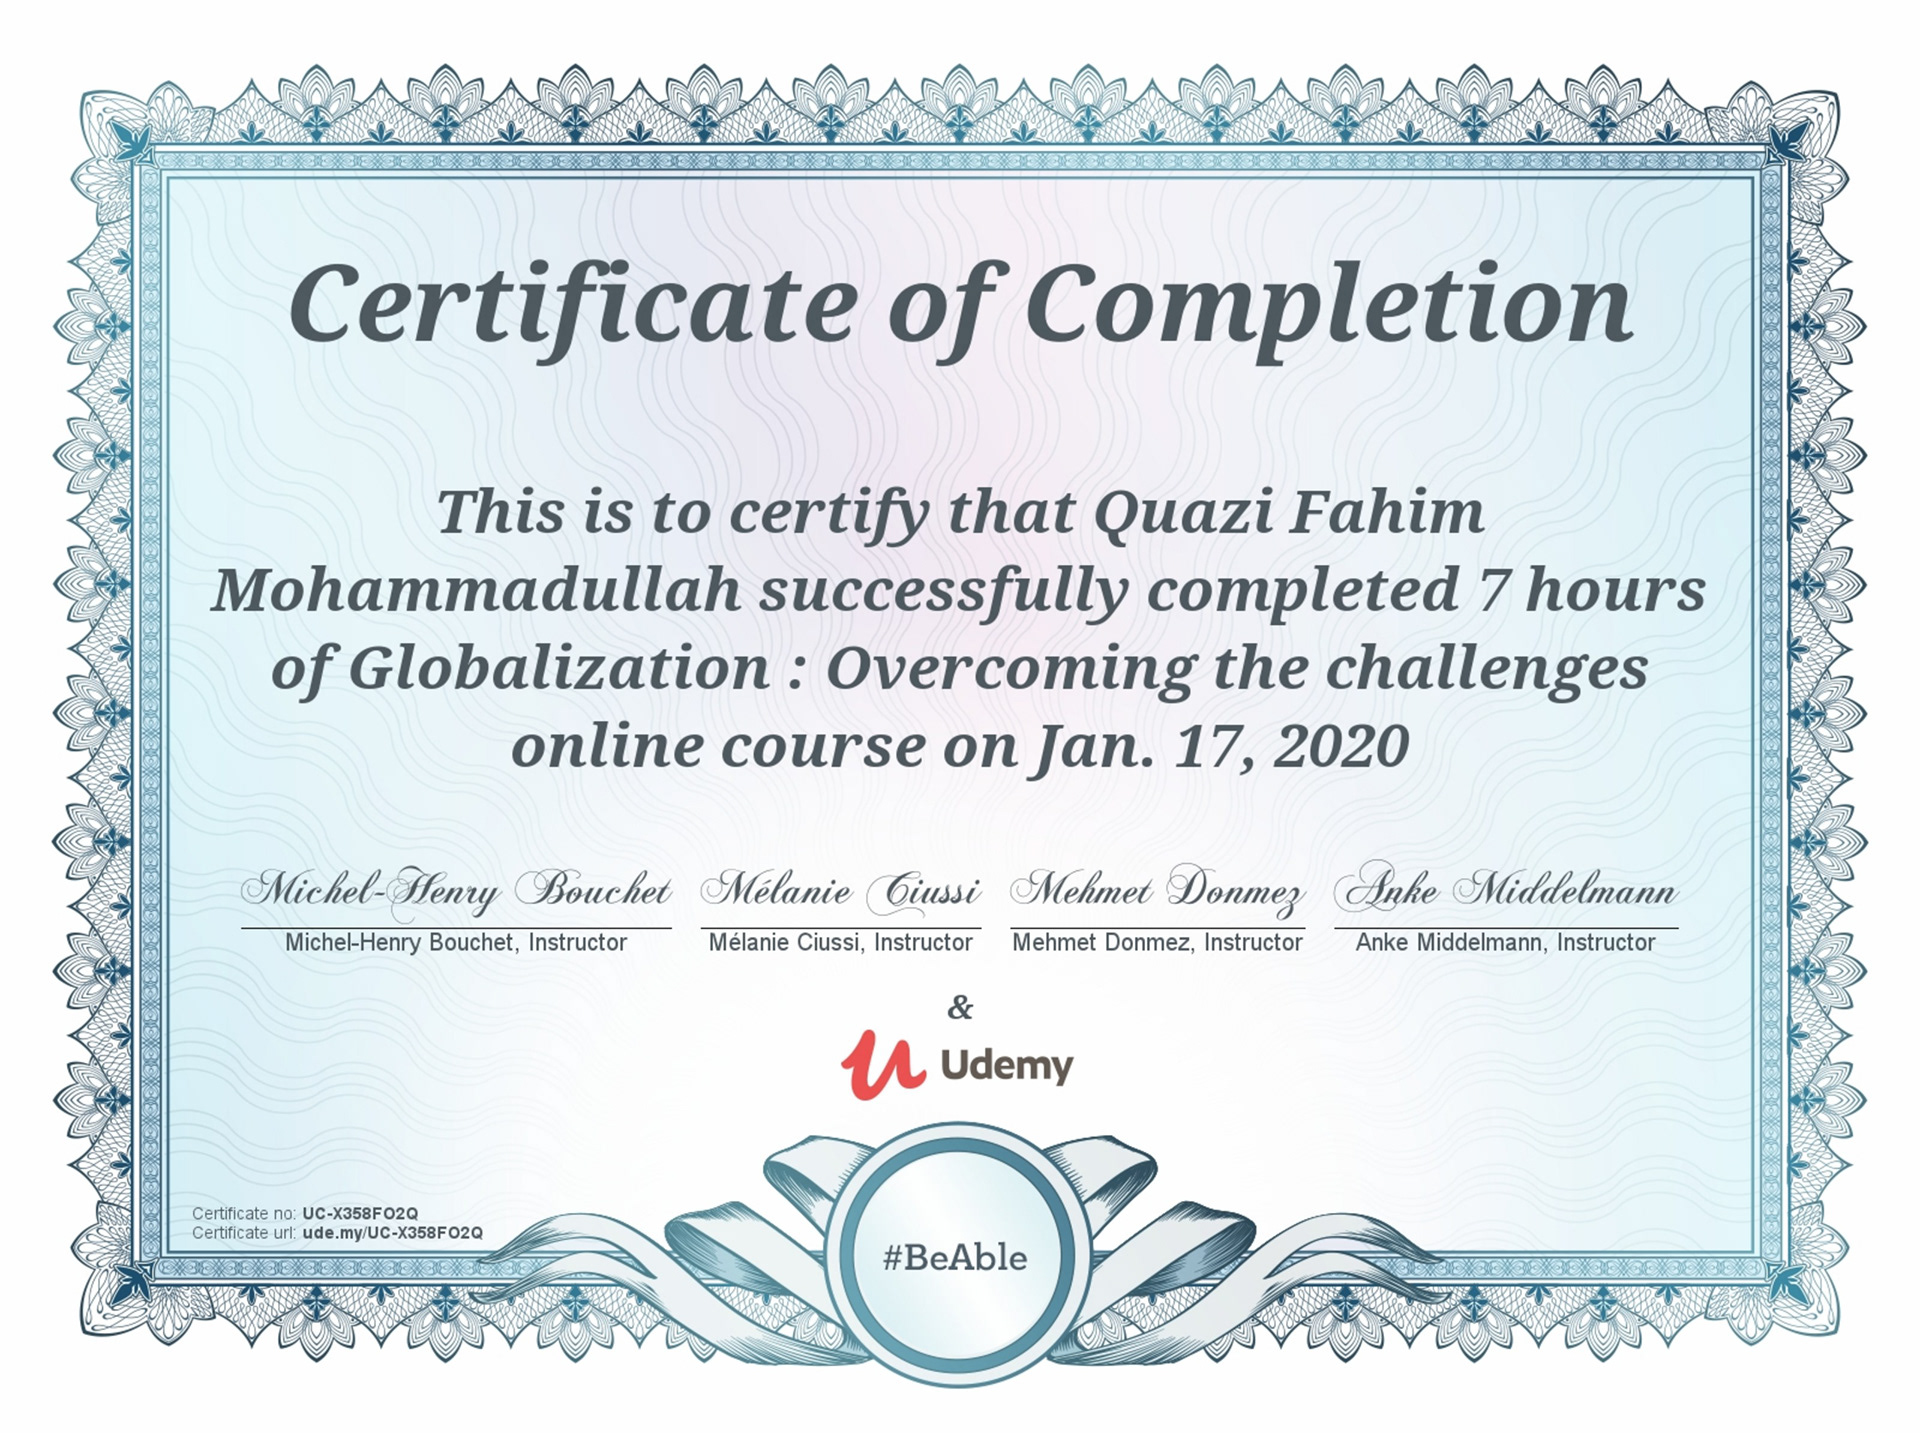 Certificate of Completion
This is to certify that Quazi Fahim
Mohammadullah successfully completed 7 hours
of Globalization : Overcoming the challenges
online course on Jan. 17, 2020
Michel-Henry Bouchet Mélanie Ciussi Mehmet Donmez Anke Middelmann
Michel-Henry Bouchet, Instructor Mélanie Ciussi, Instructor Mehmet Donmez, Instructor Anke Middelmann, Instructor
&
Udemy
Certificate no: UC-X358FO2Q
Certificate url: ude.my/UC-X358FO2Q
#BeAble